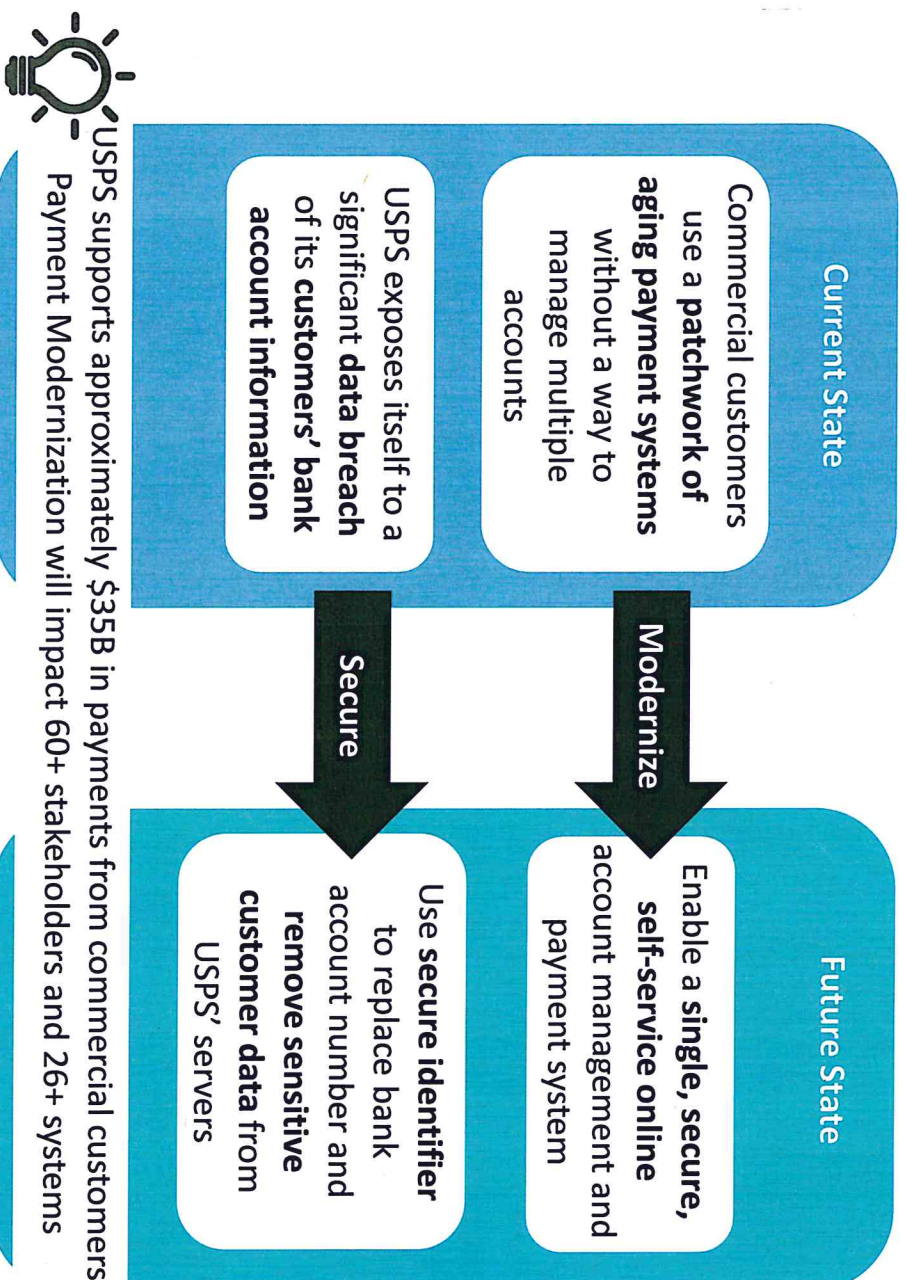 Current State
Commercial customers
use a patchwork of
aging payment systems
without a way to
manage multiple
accounts
USPS exposes itself to a
significant data breach
of its customers' bank
account information
Modernize
Secure
Future State
Enable a single, secure,
self-service online
account management and
payment system
Use secure identifier
to replace bank
account number and
remove sensitive
customer data from
USPS' servers
USPS supports approximately $35B in payments from commercial customers
Payment Modernization will impact 60+ stakeholders and 26+ systems